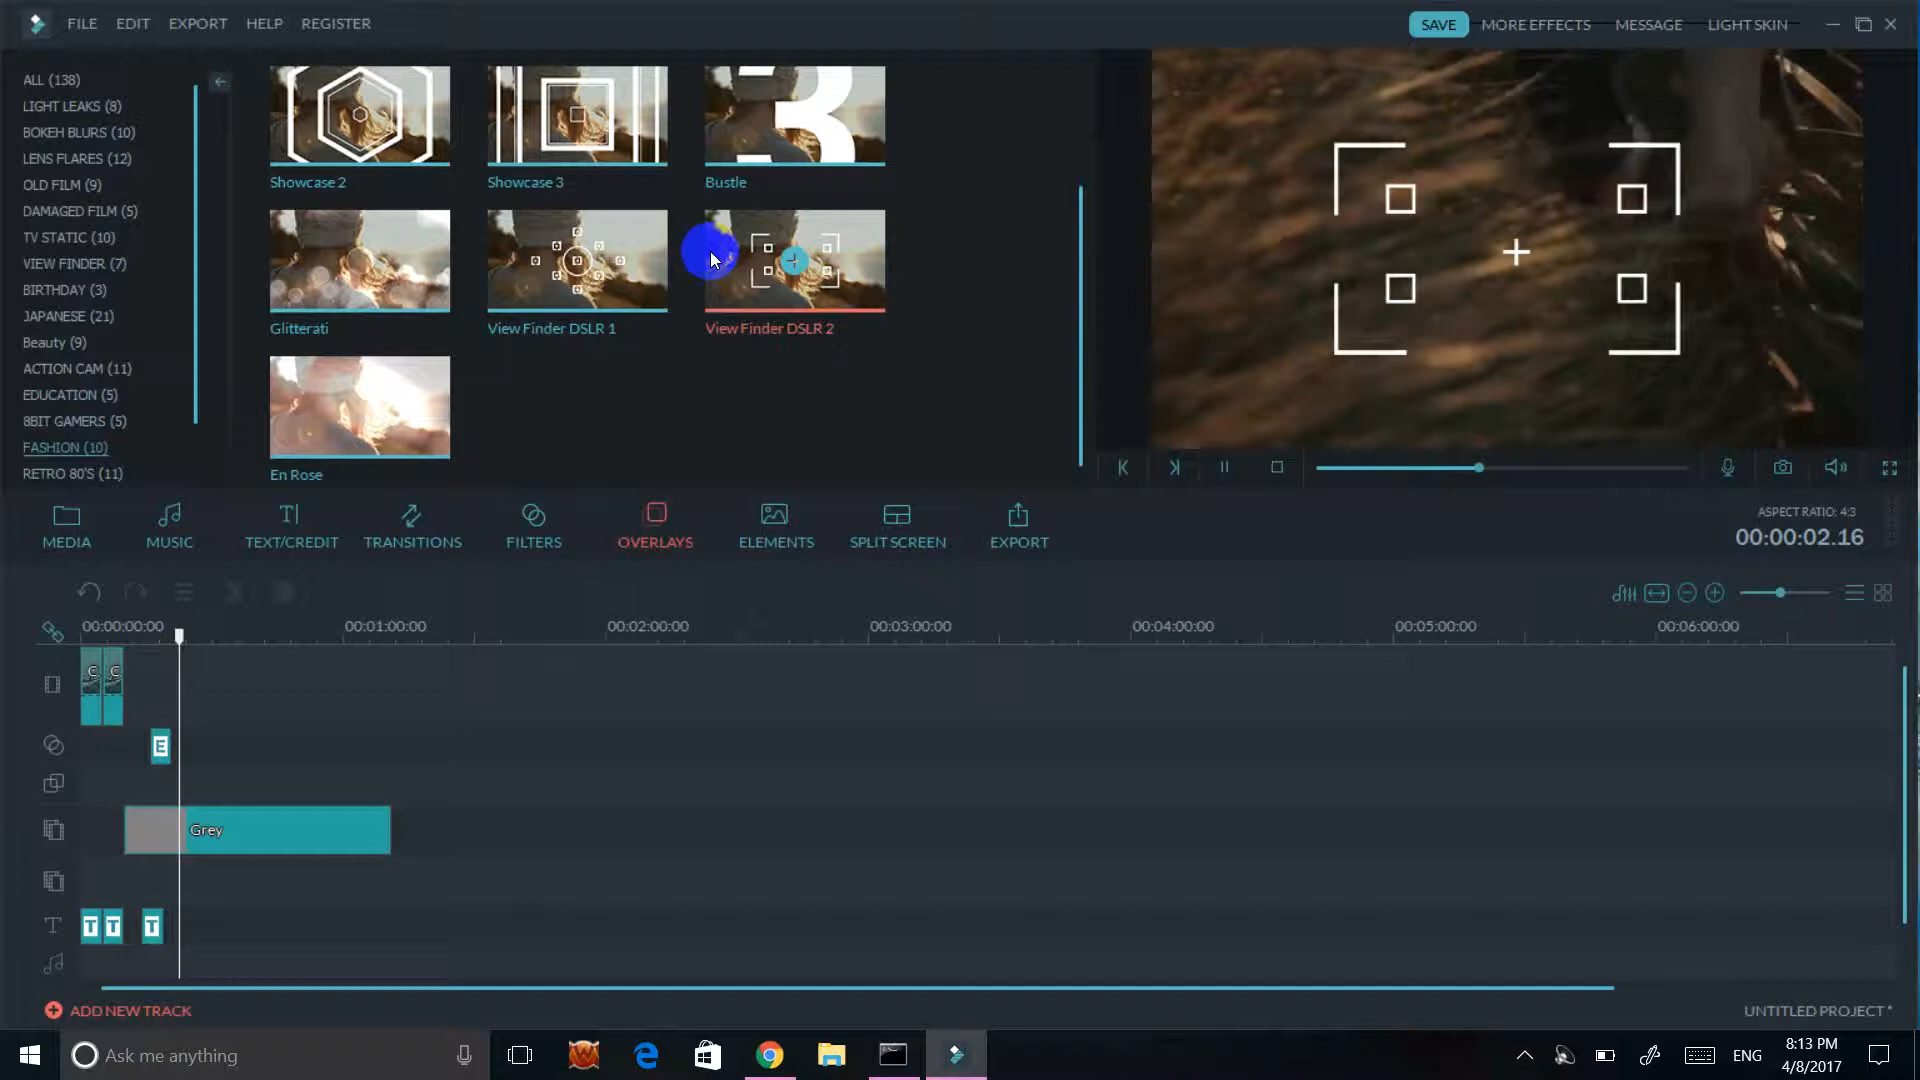 FILE EDIT EXPORT HELP REGISTER SAVE MORE EFFECTS MESSAGE LIGHT SKIN
ALL (138)
LIGHT LEAKS (8)
BOKEH BLURS (10)
LENS FLARES (12)
OLD FILM (9)
DAMAGED FILM (5)
TV STATIC (10)
VIEW FINDER (7)
BIRTHDAY (3)
JAPANESE (21)
Beauty (9)
ACTION CAM (11)
EDUCATION (5)
8BIT GAMERS (5)
FASHION (10)
RETRO 80'S (11)
3
Showcase 2 Showcase 3 Bustle
Glitterati View Finder DSLR 1 View Finder DSLR 2
En Rose
MEDIA MUSIC TEXT/CREDIT TRANSITIONS FILTERS OVERLAYS ELEMENTS SPLIT SCREEN EXPORT
ASPECT RATIO: 4:3
00:00:02.16
00:00:00:00 00:01:00:00 00:02:00:00 00:03:00:00 00:04:00:00 00:05:00:00 00:06:00:00
C C
E
Grey
T T T
ADD NEW TRACK UNTITLED PROJECT *
Ask me anything ENG 8:13 PM
4/8/2017